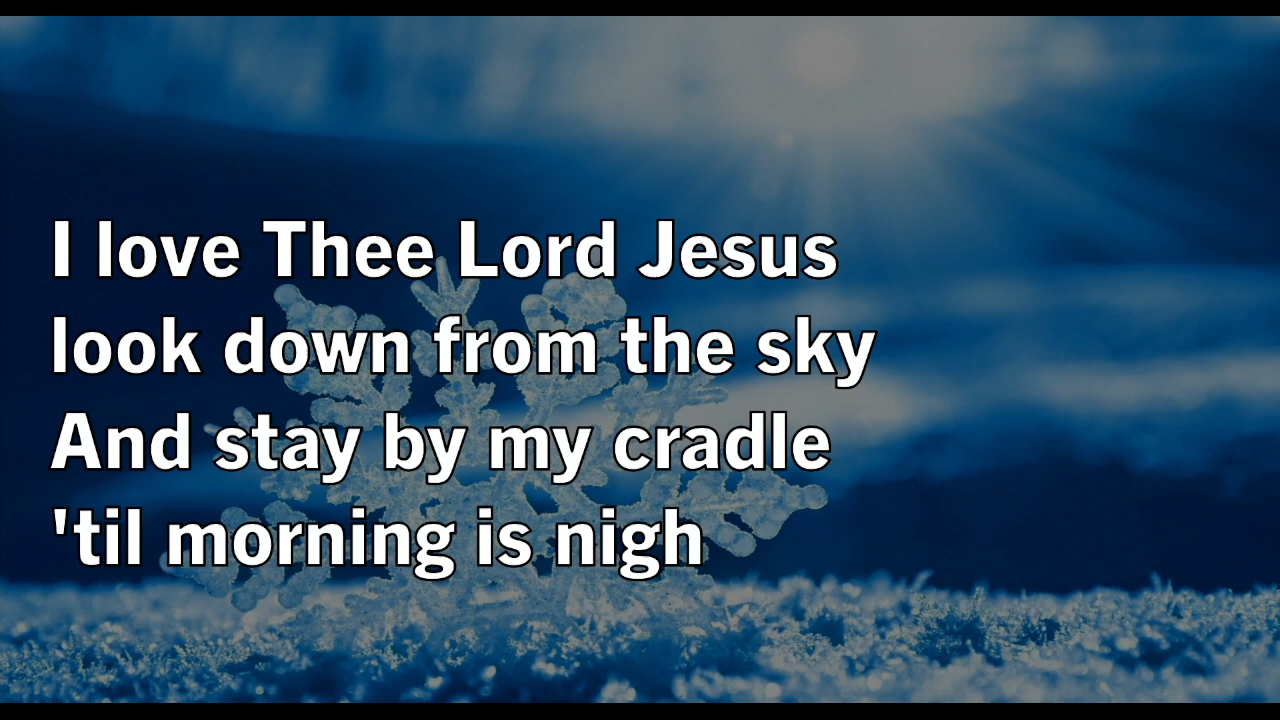 I love Thee Lord Jesus
look down from the sky
And stay by my cradle
'til morning is nigh